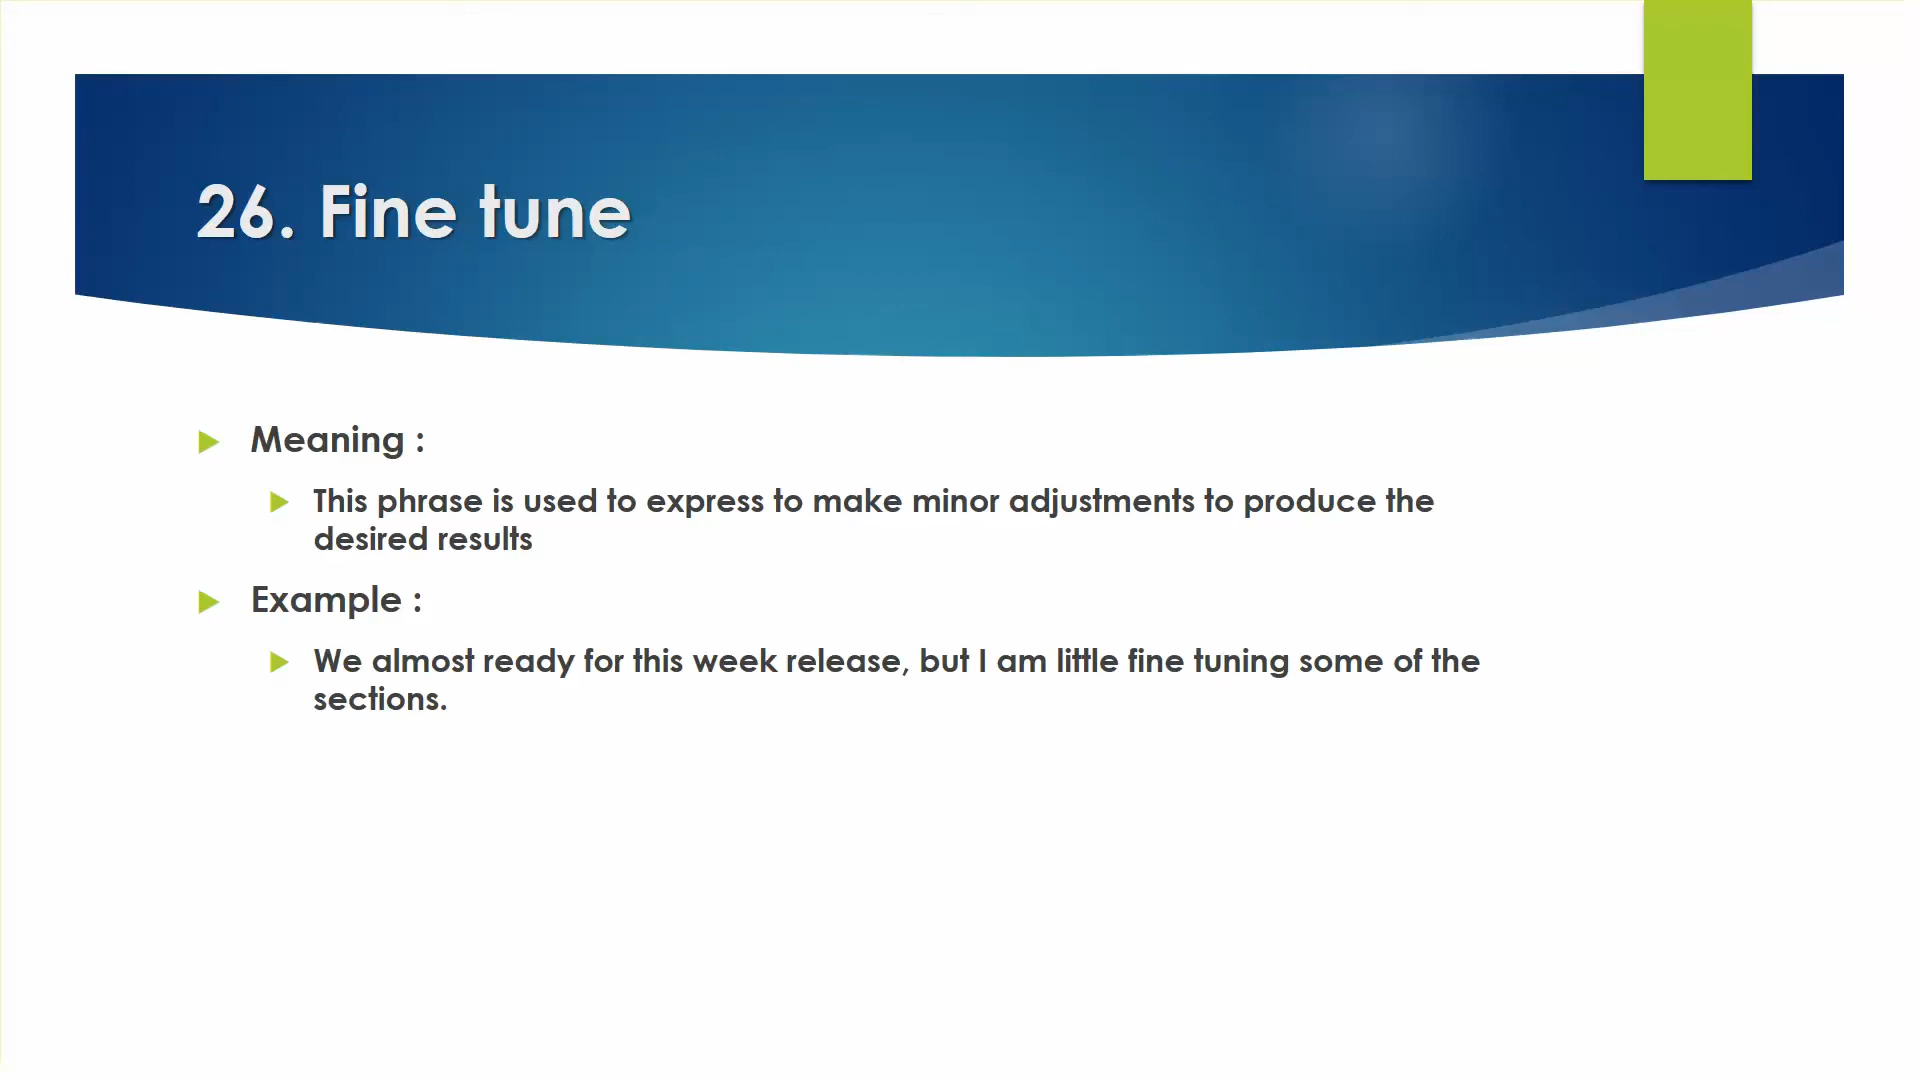 26. Fine tune
Meaning :
This phrase is used to express to make minor adjustments to produce the
desired results
Example :
We almost ready for this week release, but I am little fine tuning some of the
sections.